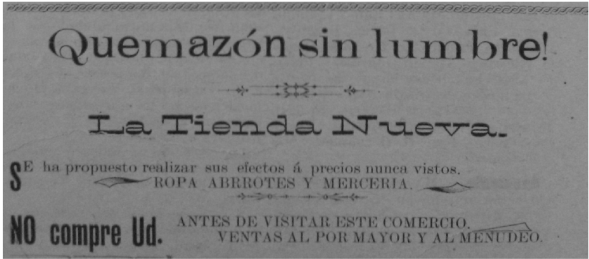 Quemazón sin lumbre!
La Tienda Nueva.
SE ha propuesto realizar sus efectos á precios nunca vistos.
ROPA ABRROTES Y MERCERIA.
NO compre Ud. ANTES DE VISITAR ESTE COMERCIO.
VENTAS AL POR MAYOR Y AL MENUDEO.